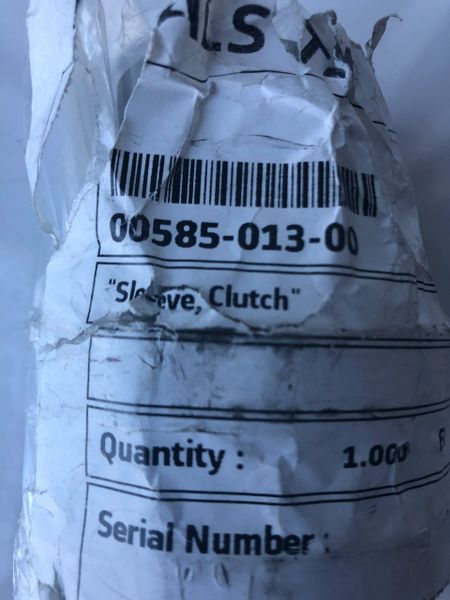 00585-013-00
"Sleeve, Clutch"
Quantity : 1.000
Serial Number :